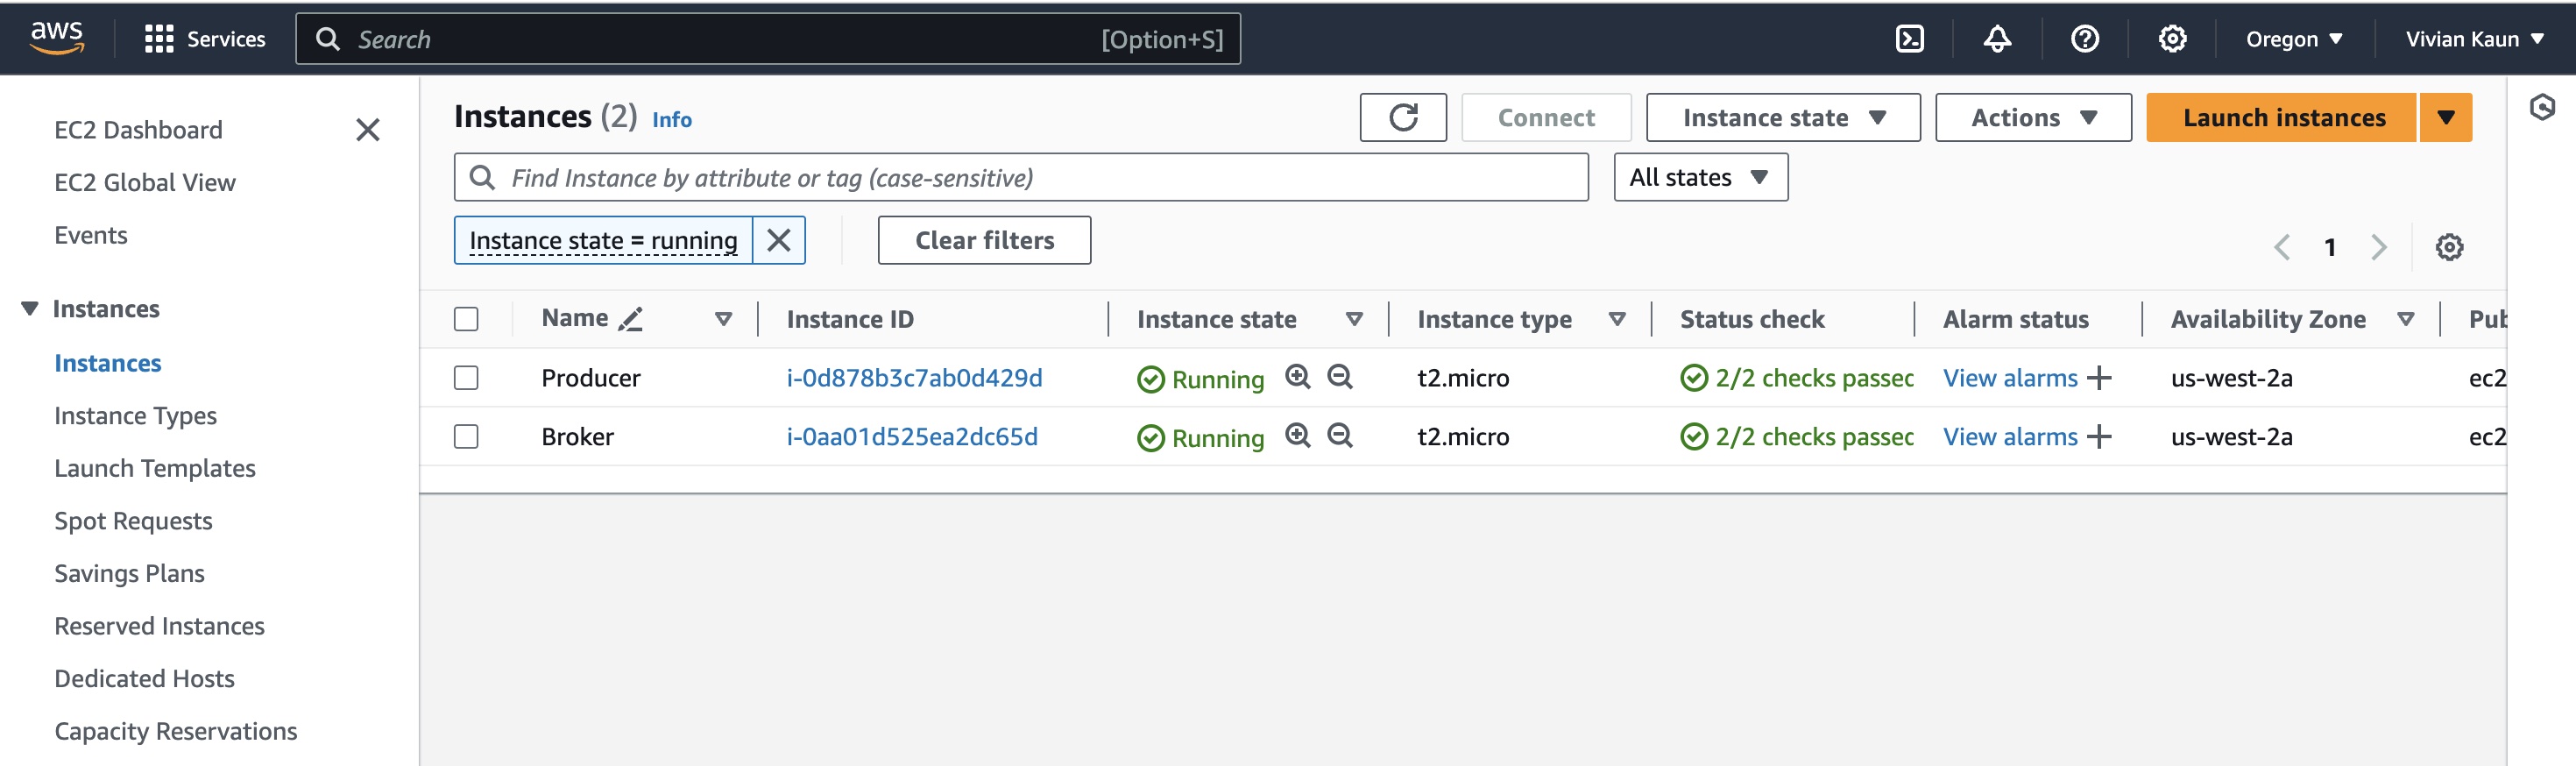 aws
Services
Search [Option+S]
Oregon
Vivian Kaun
EC2 Dashboard
EC2 Global View
Events
Instances
Instances
Instance Types
Launch Templates
Spot Requests
Savings Plans
Reserved Instances
Dedicated Hosts
Capacity Reservations
Instances (2) Info
Connect
Instance state
Actions
Launch instances
Find Instance by attribute or tag (case-sensitive)
All states
Instance state = running
Clear filters
1
Name Instance ID Instance state Instance type Status check Alarm status Availability Zone Pub
Producer i-0d878b3c7ab0d429d Running t2.micro 2/2 checks passed View alarms + us-west-2a ec2
Broker i-0aa01d525ea2dc65d Running t2.micro 2/2 checks passed View alarms + us-west-2a ec2